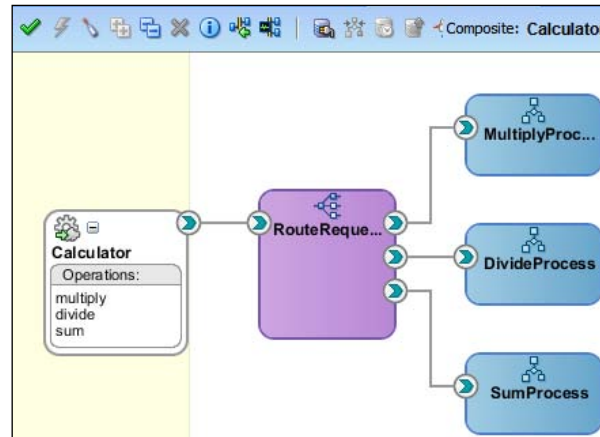 Composite: Calculato
MultiplyProc...
RouteReque...
Calculator
Operations:
multiply
divide
sum
DivideProcess
SumProcess